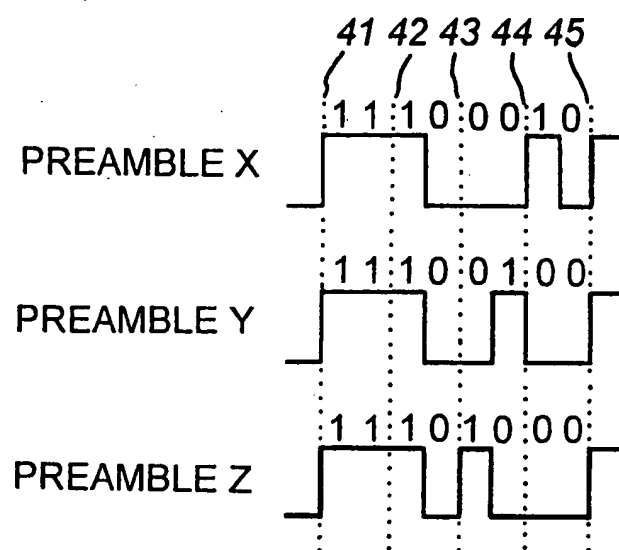 41 42 43 44 45
1 1 1 0 0 0 1 0
PREAMBLE X
1 1 1 0 0 1 0 0
PREAMBLE Y
1 1 1 0 1 0 0 0
PREAMBLE Z